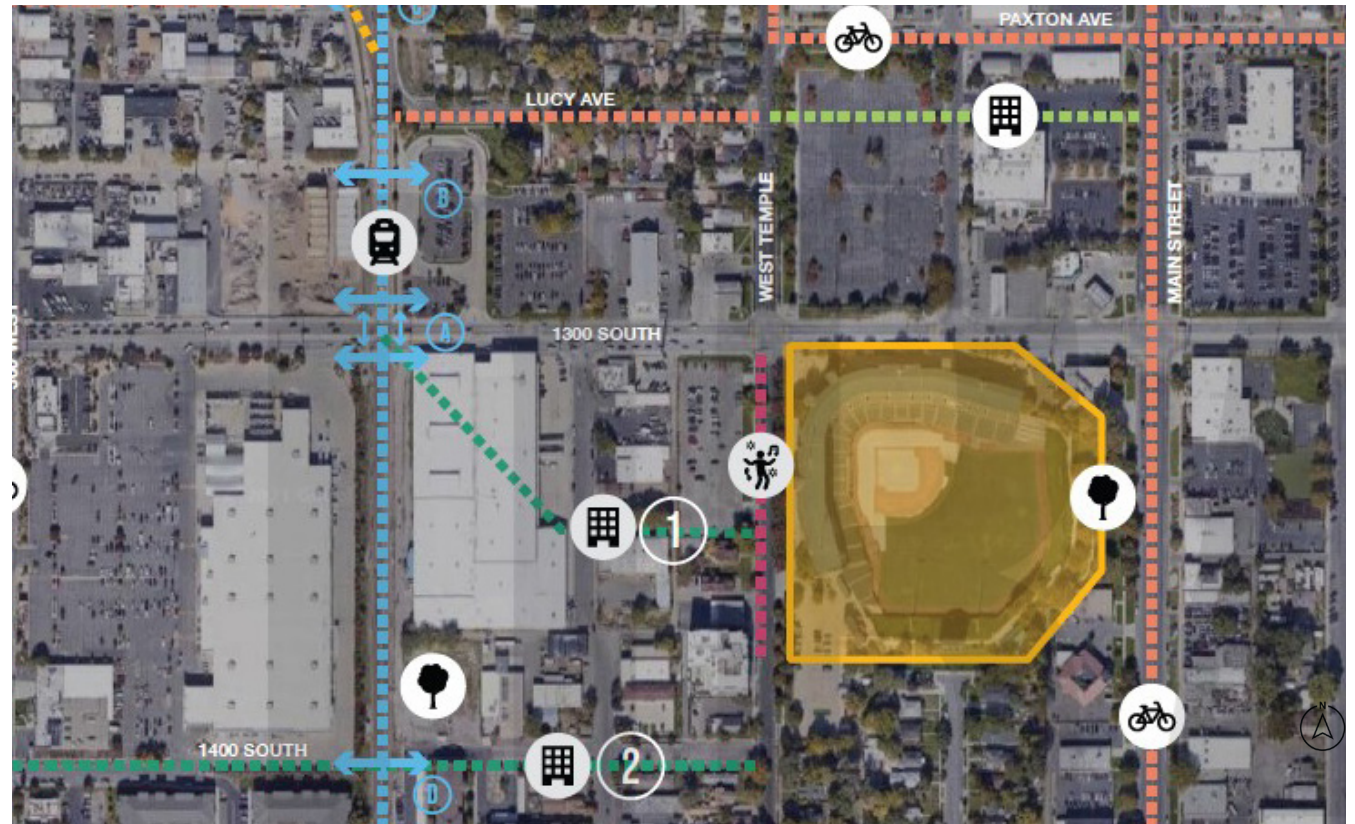 PAXTON AVE
LUCY AVE
WEST TEMPLE
MAIN STREET
B
A
1300 SOUTH
1
1400 SOUTH
2
D
N